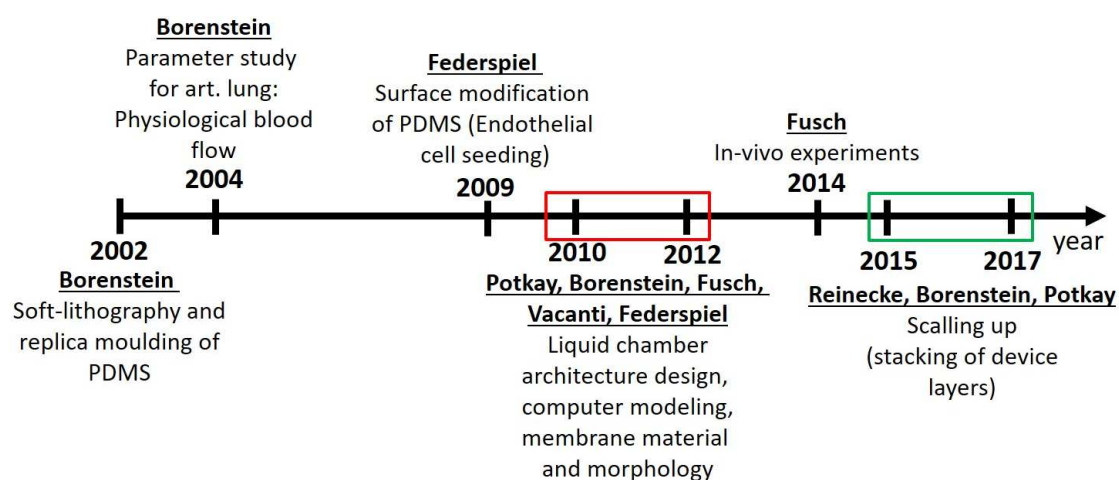 Borenstein
Parameter study
for art. lung:
Physiological blood
flow
2004
Federspiel
Surface modification
of PDMS (Endothelial
cell seeding)
2009
Fusch
In-vivo experiments
2014
year
2002
Borenstein
Soft-lithography and
replica moulding of
PDMS
2010
2012
Potkay, Borenstein, Fusch,
Vacanti, Federspiel
Liquid chamber
architecture design,
computer modeling,
membrane material
and morphology
2015
2017
Reinecke, Borenstein, Potkay
Scalling up
(stacking of device
layers)